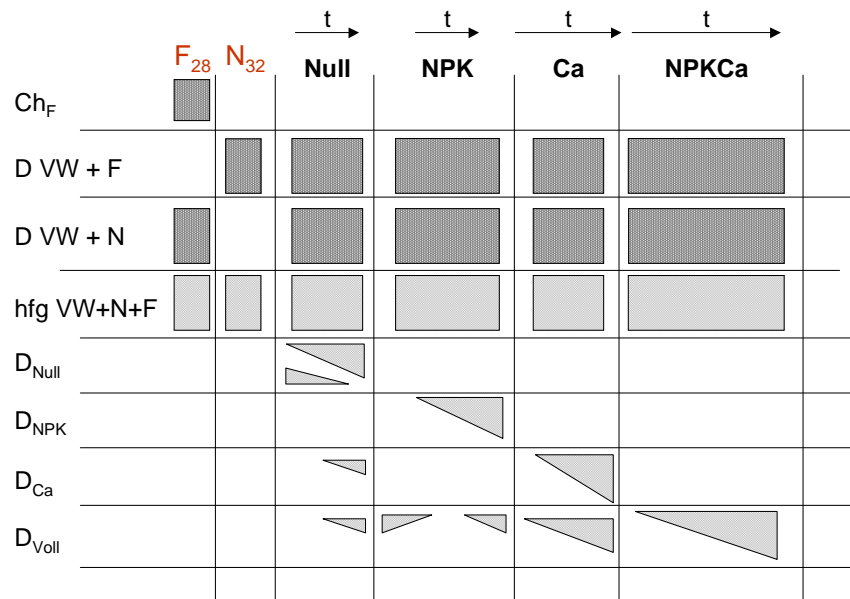 t t t t
F28 N32 Null NPK Ca NPKCa
ChF
D VW + F
D VW + N
hfg VW+N+F
DNull
DNPK
DCa
DVoll